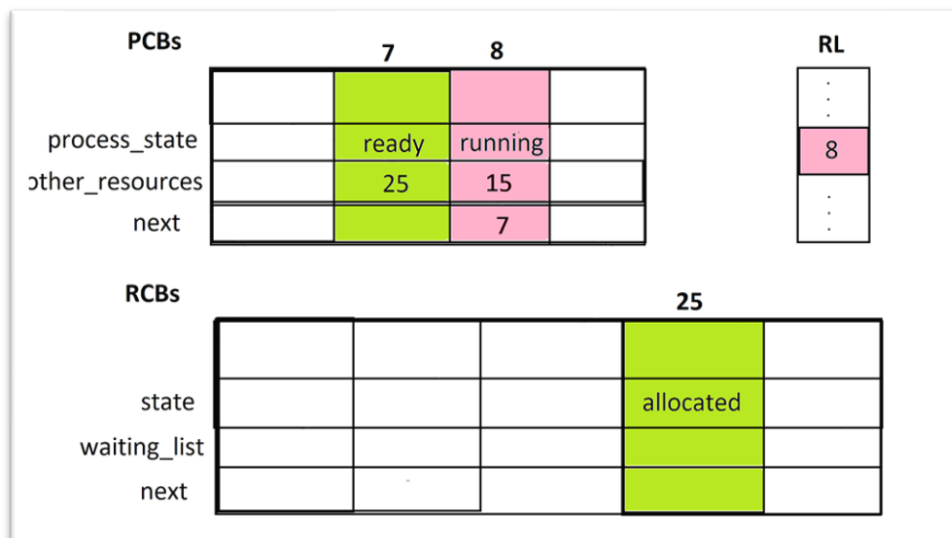 PCBs
7 8
RL
process_state ready running
8
other_resources 25 15
next 7
RCBs
25
state allocated
waiting_list
next